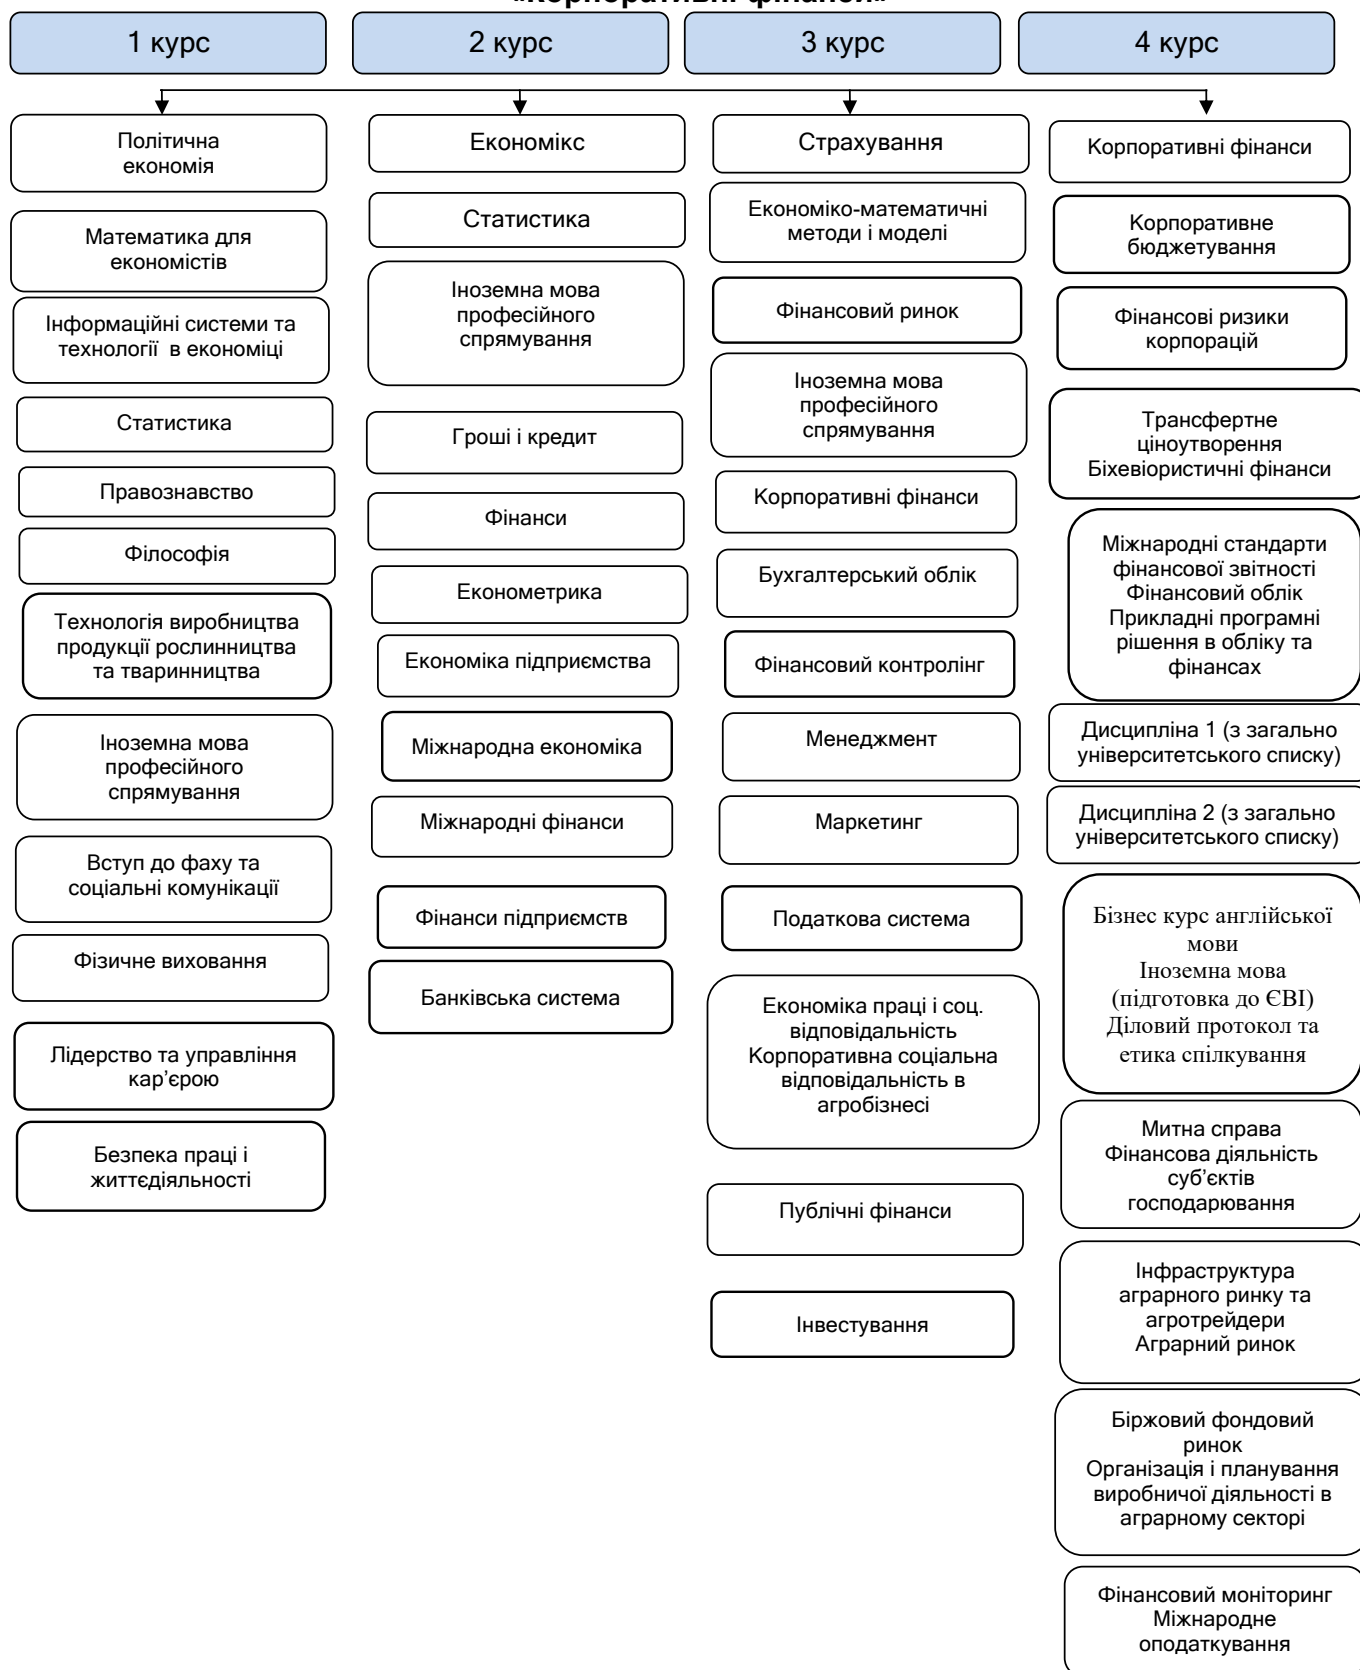 «Корпоративні фінанси»
1 курс
2 курс
3 курс
4 курс
Політична
економія
Математика для
економістів
Інформаційні системи та
технології в економіці
Статистика
Правознавство
Філософія
Технологія виробництва
продукції рослинництва
та тваринництва
Іноземна мова
професійного
спрямування
Вступ до фаху та
соціальні комунікації
Фізичне виховання
Лідерство та управління
кар’єрою
Безпека праці і
життєдіяльності
Економікс
Статистика
Іноземна мова
професійного
спрямування
Гроші і кредит
Фінанси
Економетрика
Економіка підприємства
Міжнародна економіка
Міжнародні фінанси
Фінанси підприємств
Банківська система
Страхування
Економіко-математичні
методи і моделі
Фінансовий ринок
Іноземна мова
професійного
спрямування
Корпоративні фінанси
Бухгалтерський облік
Фінансовий контролінг
Менеджмент
Маркетинг
Податкова система
Економіка праці і соц.
відповідальність
Корпоративна соціальна
відповідальність в
агробізнесі
Публічні фінанси
Інвестування
Корпоративні фінанси
Корпоративне
бюджетування
Фінансові ризики
корпорацій
Трансфертне
ціноутворення
Біхевіористичні фінанси
Міжнародні стандарти
фінансової звітності
Фінансовий облік
Прикладні програмні
рішення в обліку та
фінансах
Дисципліна 1 (з загально
університетського списку)
Дисципліна 2 (з загально
університетського списку)
Бізнес курс англійської
мови
Іноземна мова
(підготовка до ЄВІ)
Діловий протокол та
етика спілкування
Митна справа
Фінансова діяльність
суб’єктів
господарювання
Інфраструктура
аграрного ринку та
агротрейдери
Аграрний ринок
Біржовий фондовий
ринок
Організація і планування
виробничої діяльності в
аграрному секторі
Фінансовий моніторинг
Міжнародне
оподаткування